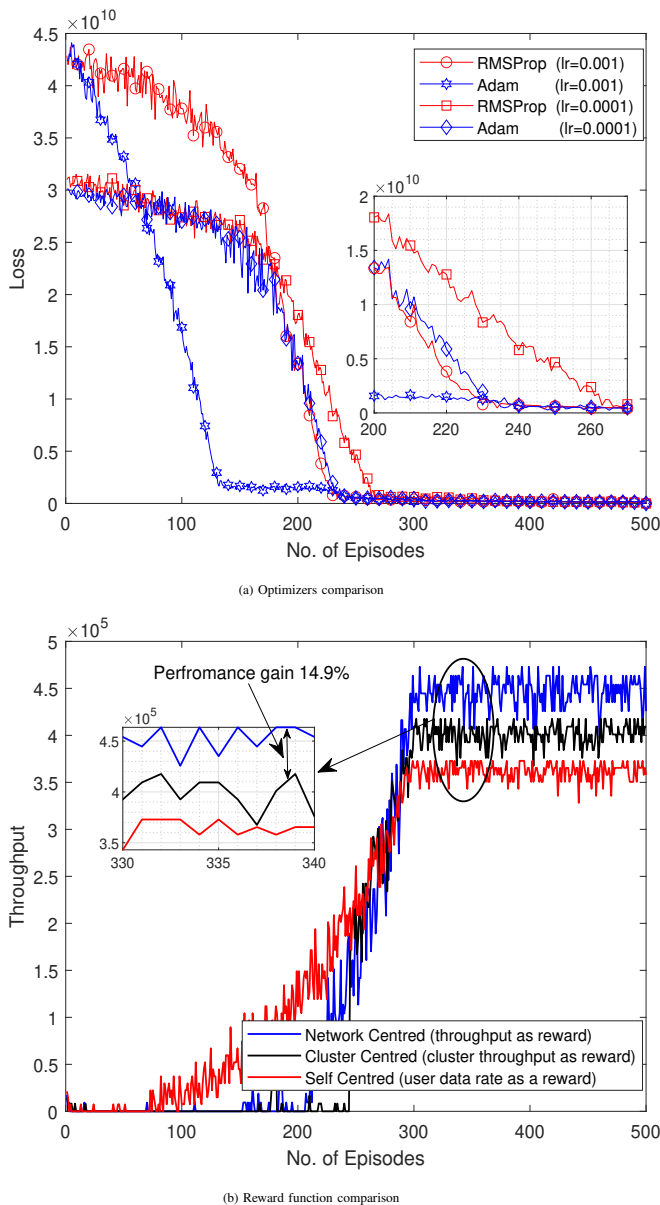 ×10^10
4.5
4
3.5
3
2.5
2
1.5
1
0.5
0
Loss
RMSProp (lr=0.001)
Adam (lr=0.001)
RMSProp (lr=0.0001)
Adam (lr=0.0001)
×10^10
2
1.5
1
0.5
0
200 220 240 260
0 100 200 300 400 500
No. of Episodes
(a) Optimizers comparison
×10^5
5
4.5
4
3.5
3
2.5
2
1.5
1
0.5
0
Throughput
Perfromance gain 14.9%
×10^5
4.5
4
3.5
330 335 340
Network Centred (throughput as reward)
Cluster Centred (cluster throughput as reward)
Self Centred (user data rate as a reward)
0 100 200 300 400 500
No. of Episodes
(b) Reward function comparison